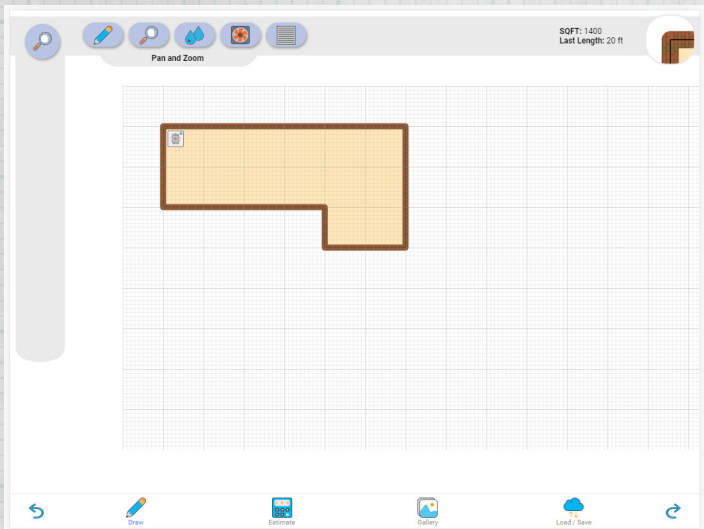 SQFT: 1400
Last Length: 20 ft
Pan and Zoom
Draw
Estimate
Gallery
Load / Save